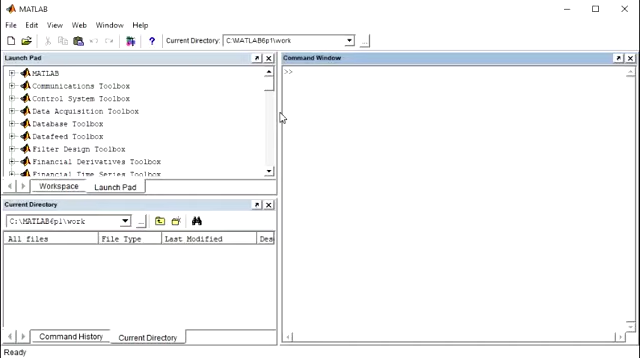 MATLAB
File Edit View Web Window Help
? Current Directory: C:\MATLAB6p1\work ...
Launch Pad
MATLAB
Communications Toolbox
Control System Toolbox
Data Acquisition Toolbox
Database Toolbox
Datafeed Toolbox
Filter Design Toolbox
Financial Derivatives Toolbox
Financial Time Series Toolbox
Workspace Launch Pad
Current Directory
C:\MATLAB6p1\work ...
All files File Type Last Modified Des
Command History Current Directory
Command Window
>>
Ready